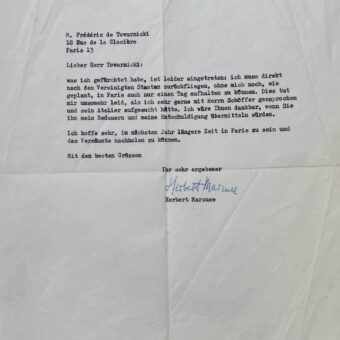 M. Frédéric de Towarnicki
18 Rue de la Glacière
Paris 13
Lieber Herr Towarnicki:
was ich gefürchtet habe, ist leider eingetreten: ich muss direkt
nach den Vereinigten Staaten zurückfliegen, ohne mich noch, wie
geplant, in Paris auch nur einen Tag aufhalten zu können. Dies tut
mir umsomehr leid, als ich sehr gerne mit Herrn Schöffer gesprochen
und sein Atelier aufgesucht hätte. Ich wäre Ihnen dankbar, wenn Sie
ihm mein Bedauern und meine Entschuldigung übermitteln würden.
Ich hoffe sehr, im nächsten Jahr längere Zeit in Paris zu sein und
das Versäumte nachholen zu können.
Mit den besten Grüssen
Ihr sehr ergebener
Herbert Marcuse
Herbert Marcuse